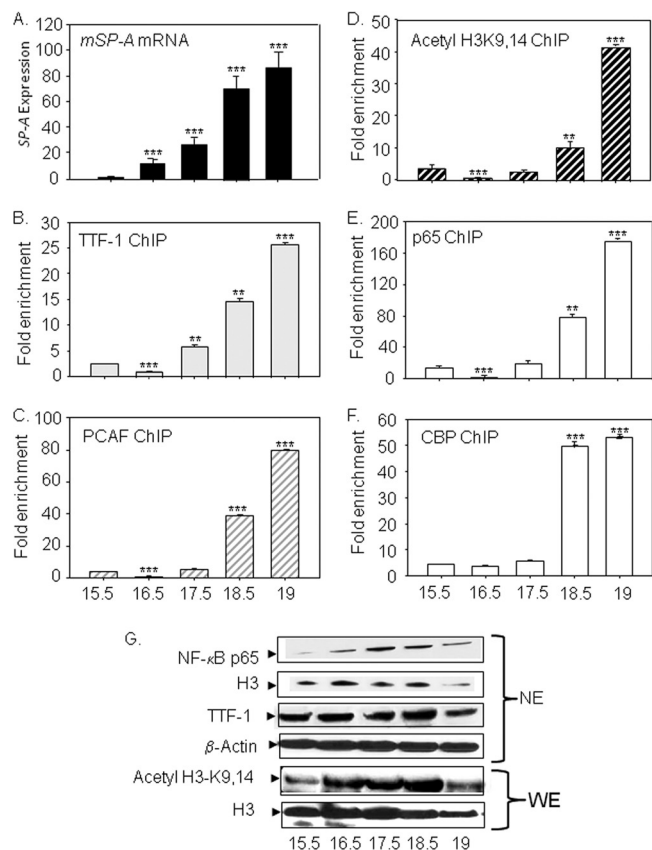 A.
mSP-A mRNA
SP-A Expression
100
80
60
40
20
0
***
***
***
***
B.
TTF-1 ChIP
Fold enrichment
30
25
20
15
10
5
0
***
**
**
***
C.
PCAF ChIP
Fold enrichment
100
80
60
40
20
0
***
***
***
15.5 16.5 17.5 18.5 19
D.
Acetyl H3K9,14 ChIP
Fold enrichment
50
40
30
20
10
0
***
**
***
E.
p65 ChIP
Fold enrichment
200
160
120
80
40
0
***
**
***
F.
CBP ChIP
Fold enrichment
60
50
40
30
20
10
0
***
***
15.5 16.5 17.5 18.5 19
G.
NF-κB p65
H3
TTF-1
β-Actin
NE
Acetyl H3-K9,14
H3
WE
15.5 16.5 17.5 18.5 19